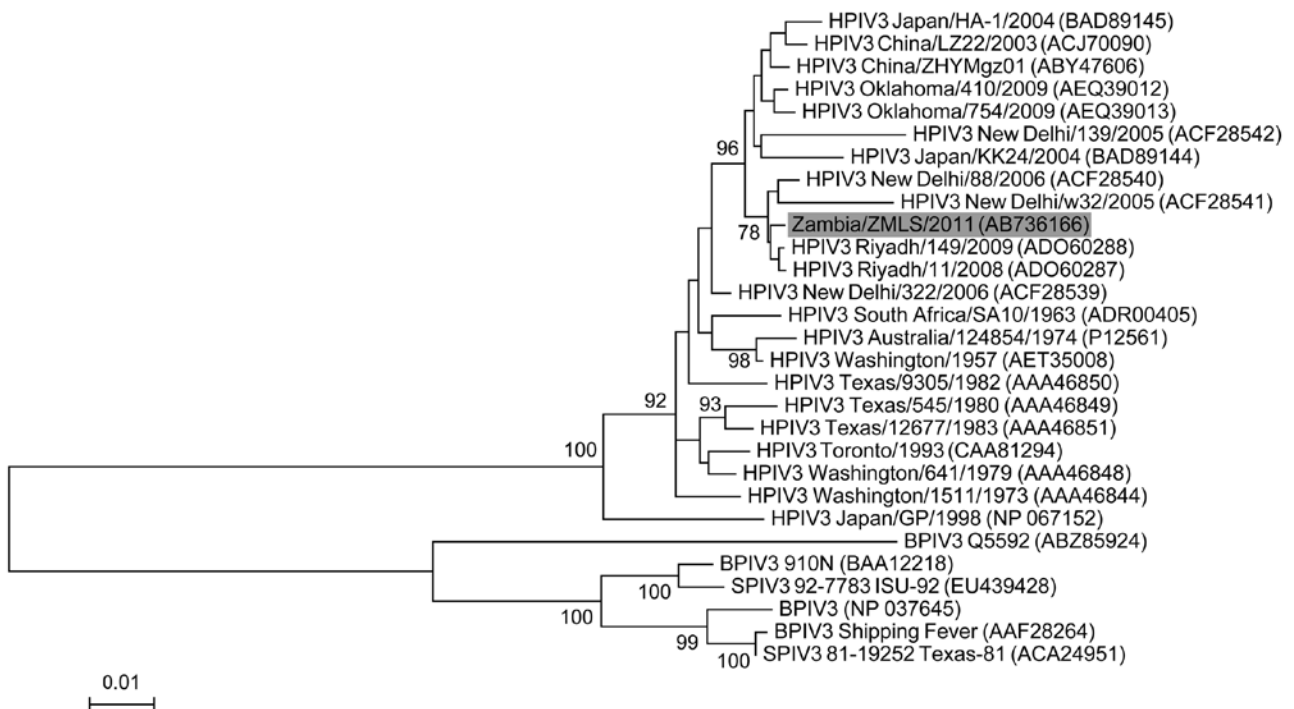 HPIV3 Japan/HA-1/2004 (BAD89145)
HPIV3 China/LZ22/2003 (ACJ70090)
HPIV3 China/ZHYMgz01 (ABY47606)
HPIV3 Oklahoma/410/2009 (AEQ39012)
HPIV3 Oklahoma/754/2009 (AEQ39013)
HPIV3 New Delhi/139/2005 (ACF28542)
96
HPIV3 Japan/KK24/2004 (BAD89144)
HPIV3 New Delhi/88/2006 (ACF28540)
HPIV3 New Delhi/w32/2005 (ACF28541)
Zambia/ZMLS/2011 (AB736166)
78
HPIV3 Riyadh/149/2009 (ADO60288)
HPIV3 Riyadh/11/2008 (ADO60287)
HPIV3 New Delhi/322/2006 (ACF28539)
HPIV3 South Africa/SA10/1963 (ADR00405)
HPIV3 Australia/124854/1974 (P12561)
98
HPIV3 Washington/1957 (AET35008)
HPIV3 Texas/9305/1982 (AAA46850)
92
93
HPIV3 Texas/545/1980 (AAA46849)
HPIV3 Texas/12677/1983 (AAA46851)
100
HPIV3 Toronto/1993 (CAA81294)
HPIV3 Washington/641/1979 (AAA46848)
HPIV3 Washington/1511/1973 (AAA46844)
HPIV3 Japan/GP/1998 (NP 067152)
BPIV3 Q5592 (ABZ85924)
BPIV3 910N (BAA12218)
100
SPIV3 92-7783 ISU-92 (EU439428)
100
BPIV3 (NP 037645)
99
BPIV3 Shipping Fever (AAF28264)
100
SPIV3 81-19252 Texas-81 (ACA24951)
0.01